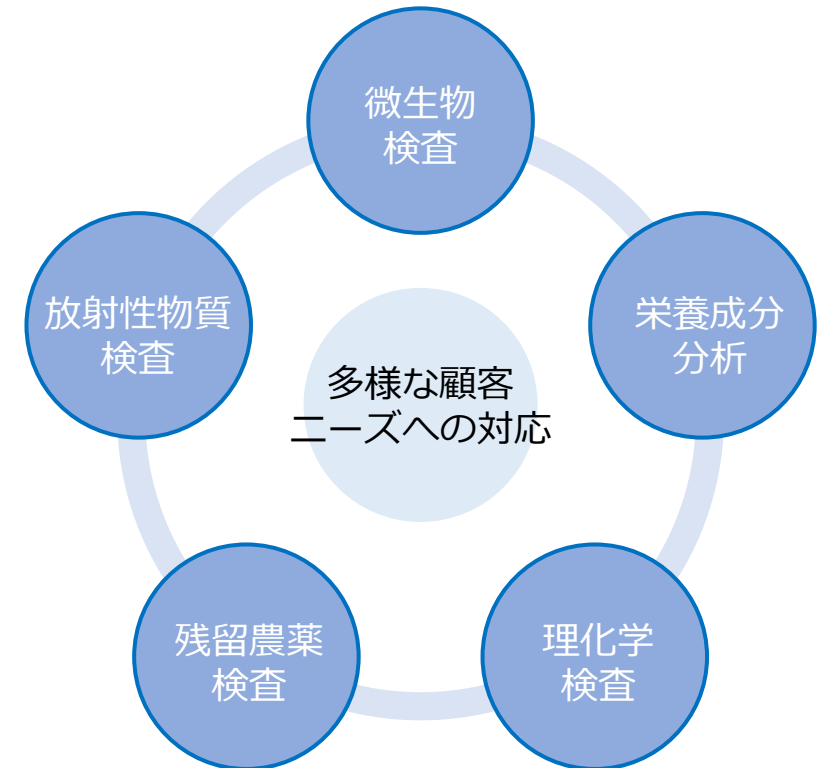 微生物
検査
栄養成分
分析
理化学
検査
残留農薬
検査
放射性物質
検査
多様な顧客
ニーズへの対応